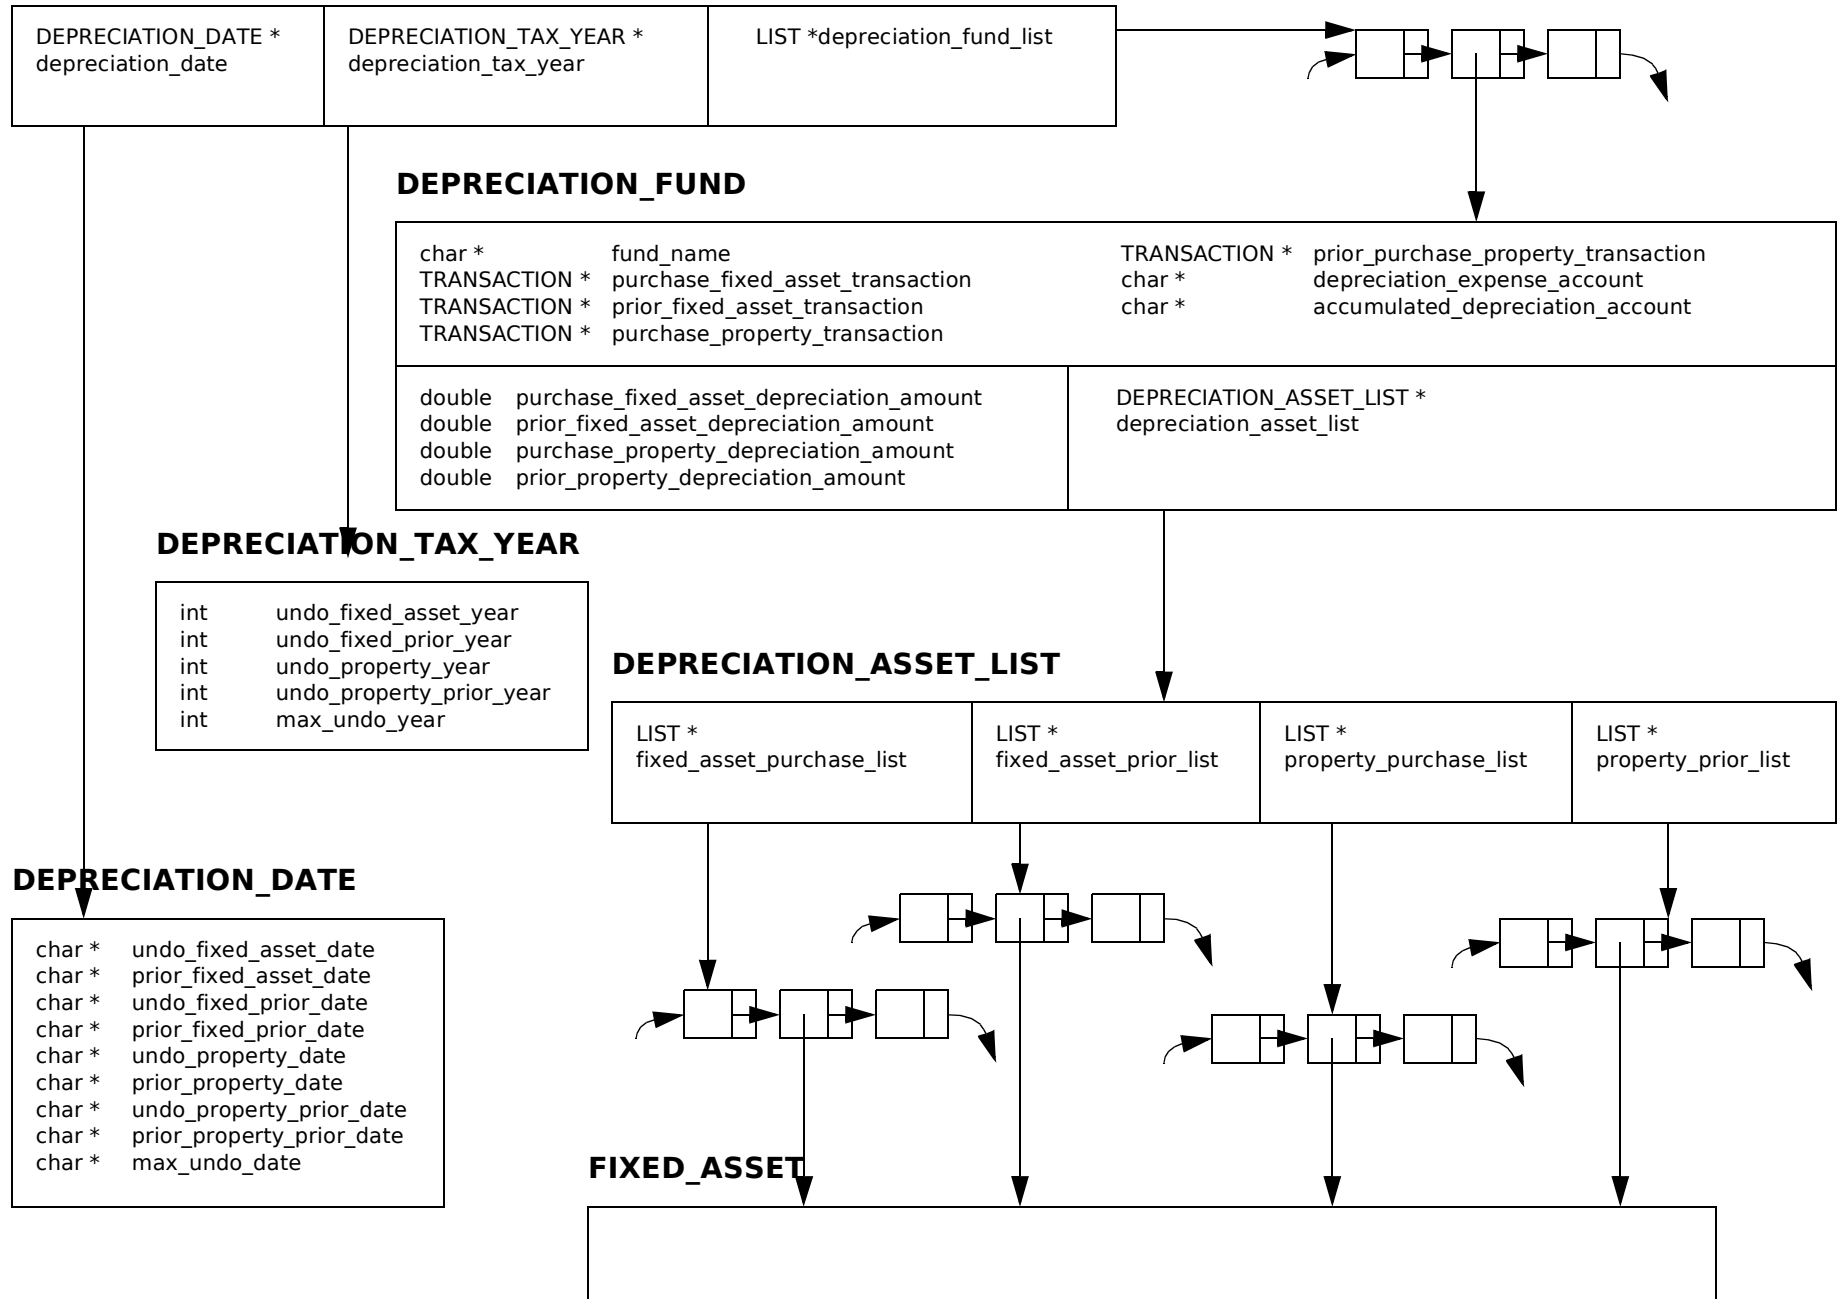 DEPRECIATION_DATE *
depreciation_date
DEPRECIATION_TAX_YEAR *
depreciation_tax_year
LIST *depreciation_fund_list
DEPRECIATION_FUND
char * fund_name
TRANSACTION * purchase_fixed_asset_transaction
TRANSACTION * prior_fixed_asset_transaction
TRANSACTION * purchase_property_transaction
TRANSACTION * prior_purchase_property_transaction
char * depreciation_expense_account
char * accumulated_depreciation_account
double purchase_fixed_asset_depreciation_amount
double prior_fixed_asset_depreciation_amount
double purchase_property_depreciation_amount
double prior_property_depreciation_amount
DEPRECIATION_ASSET_LIST *
depreciation_asset_list
DEPRECIATION_TAX_YEAR
int undo_fixed_asset_year
int undo_fixed_prior_year
int undo_property_year
int undo_property_prior_year
int max_undo_year
DEPRECIATION_ASSET_LIST
LIST *
fixed_asset_purchase_list
LIST *
fixed_asset_prior_list
LIST *
property_purchase_list
LIST *
property_prior_list
DEPRECIATION_DATE
char * undo_fixed_asset_date
char * prior_fixed_asset_date
char * undo_fixed_prior_date
char * prior_fixed_prior_date
char * undo_property_date
char * prior_property_date
char * undo_property_prior_date
char * prior_property_prior_date
char * max_undo_date
FIXED_ASSET